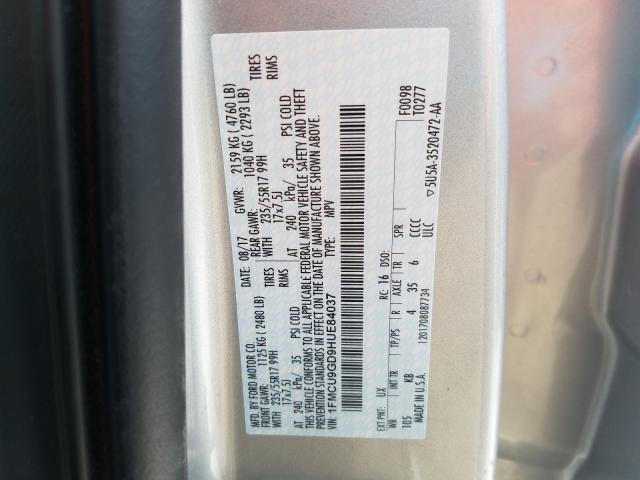 MFD. BY FORD MOTOR CO.
DATE: 08/17 GVWR: 2159 KG ( 4760 LB)
FRONT GAWR: 1125 KG ( 2480 LB) REAR GAWR: 1040 KG ( 2293 LB)
235/55R17 99H TIRES WITH 235/55R17 99H TIRES
17x7.5J RIMS 17x7.5J RIMS
AT 240 kPa/ 35 PSI COLD AT 240 kPa/ 35 PSI COLD
THIS VEHICLE CONFORMS TO ALL APPLICABLE FEDERAL MOTOR VEHICLE SAFETY AND THEFT
PREVENTION STANDARDS IN EFFECT ON THE DATE OF MANUFACTURE SHOWN ABOVE.
VIN: 1FMCU9GD9HUE84037 TYPE: MPV
F0098
T0277
EXT PNT: UX RC: 16 DSO:
WB INT TR TP/PS R AXLE TR SPR
105 KB 4 35 6 CCCC
ULC
MADE IN U.S.A. 1201708087734
▽5U5A-3520472-AA